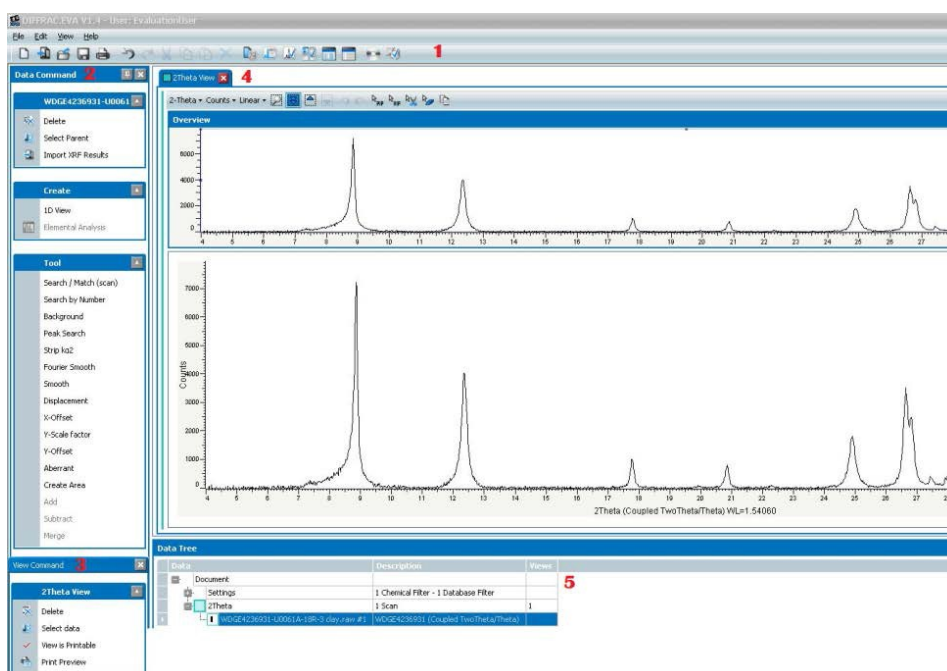 DIFFRAC.EVA V1.4 - User: EvaluationUser
File Edit View Help
1
Data Command 2
WDGE4236931-U0061
Delete
Select Parent
Import XRF Results
Create
1D View
Elemental Analysis
Tool
Search / Match (scan)
Search by Number
Background
Peak Search
Strip kα2
Fourier Smooth
Smooth
Displacement
X-Offset
Y-Scale factor
Y-Offset
Aberrant
Create Area
Add
Subtract
Merge
View Command 3
2Theta View
Delete
Select data
View is Printable
Print Preview
2Theta View 4
2-Theta Counts Linear
Overview
6000
4000
2000
0
4 5 6 7 8 9 10 11 12 13 14 15 16 17 18 19 20 21 22 23 24 25 26 27
Counts
7000
6000
5000
4000
3000
2000
1000
0
4 5 6 7 8 9 10 11 12 13 14 15 16 17 18 19 20 21 22 23 24 25 26 27
2Theta (Coupled TwoTheta/Theta) WL=1.54060
Data Tree
Data Description Views
Document 5
Settings 1 Chemical Filter - 1 Database Filter
2Theta 1 Scan 1
WDGE4236931-U0061A-18R-3 clay.raw #1 WDGE4236931 (Coupled TwoTheta/Theta)